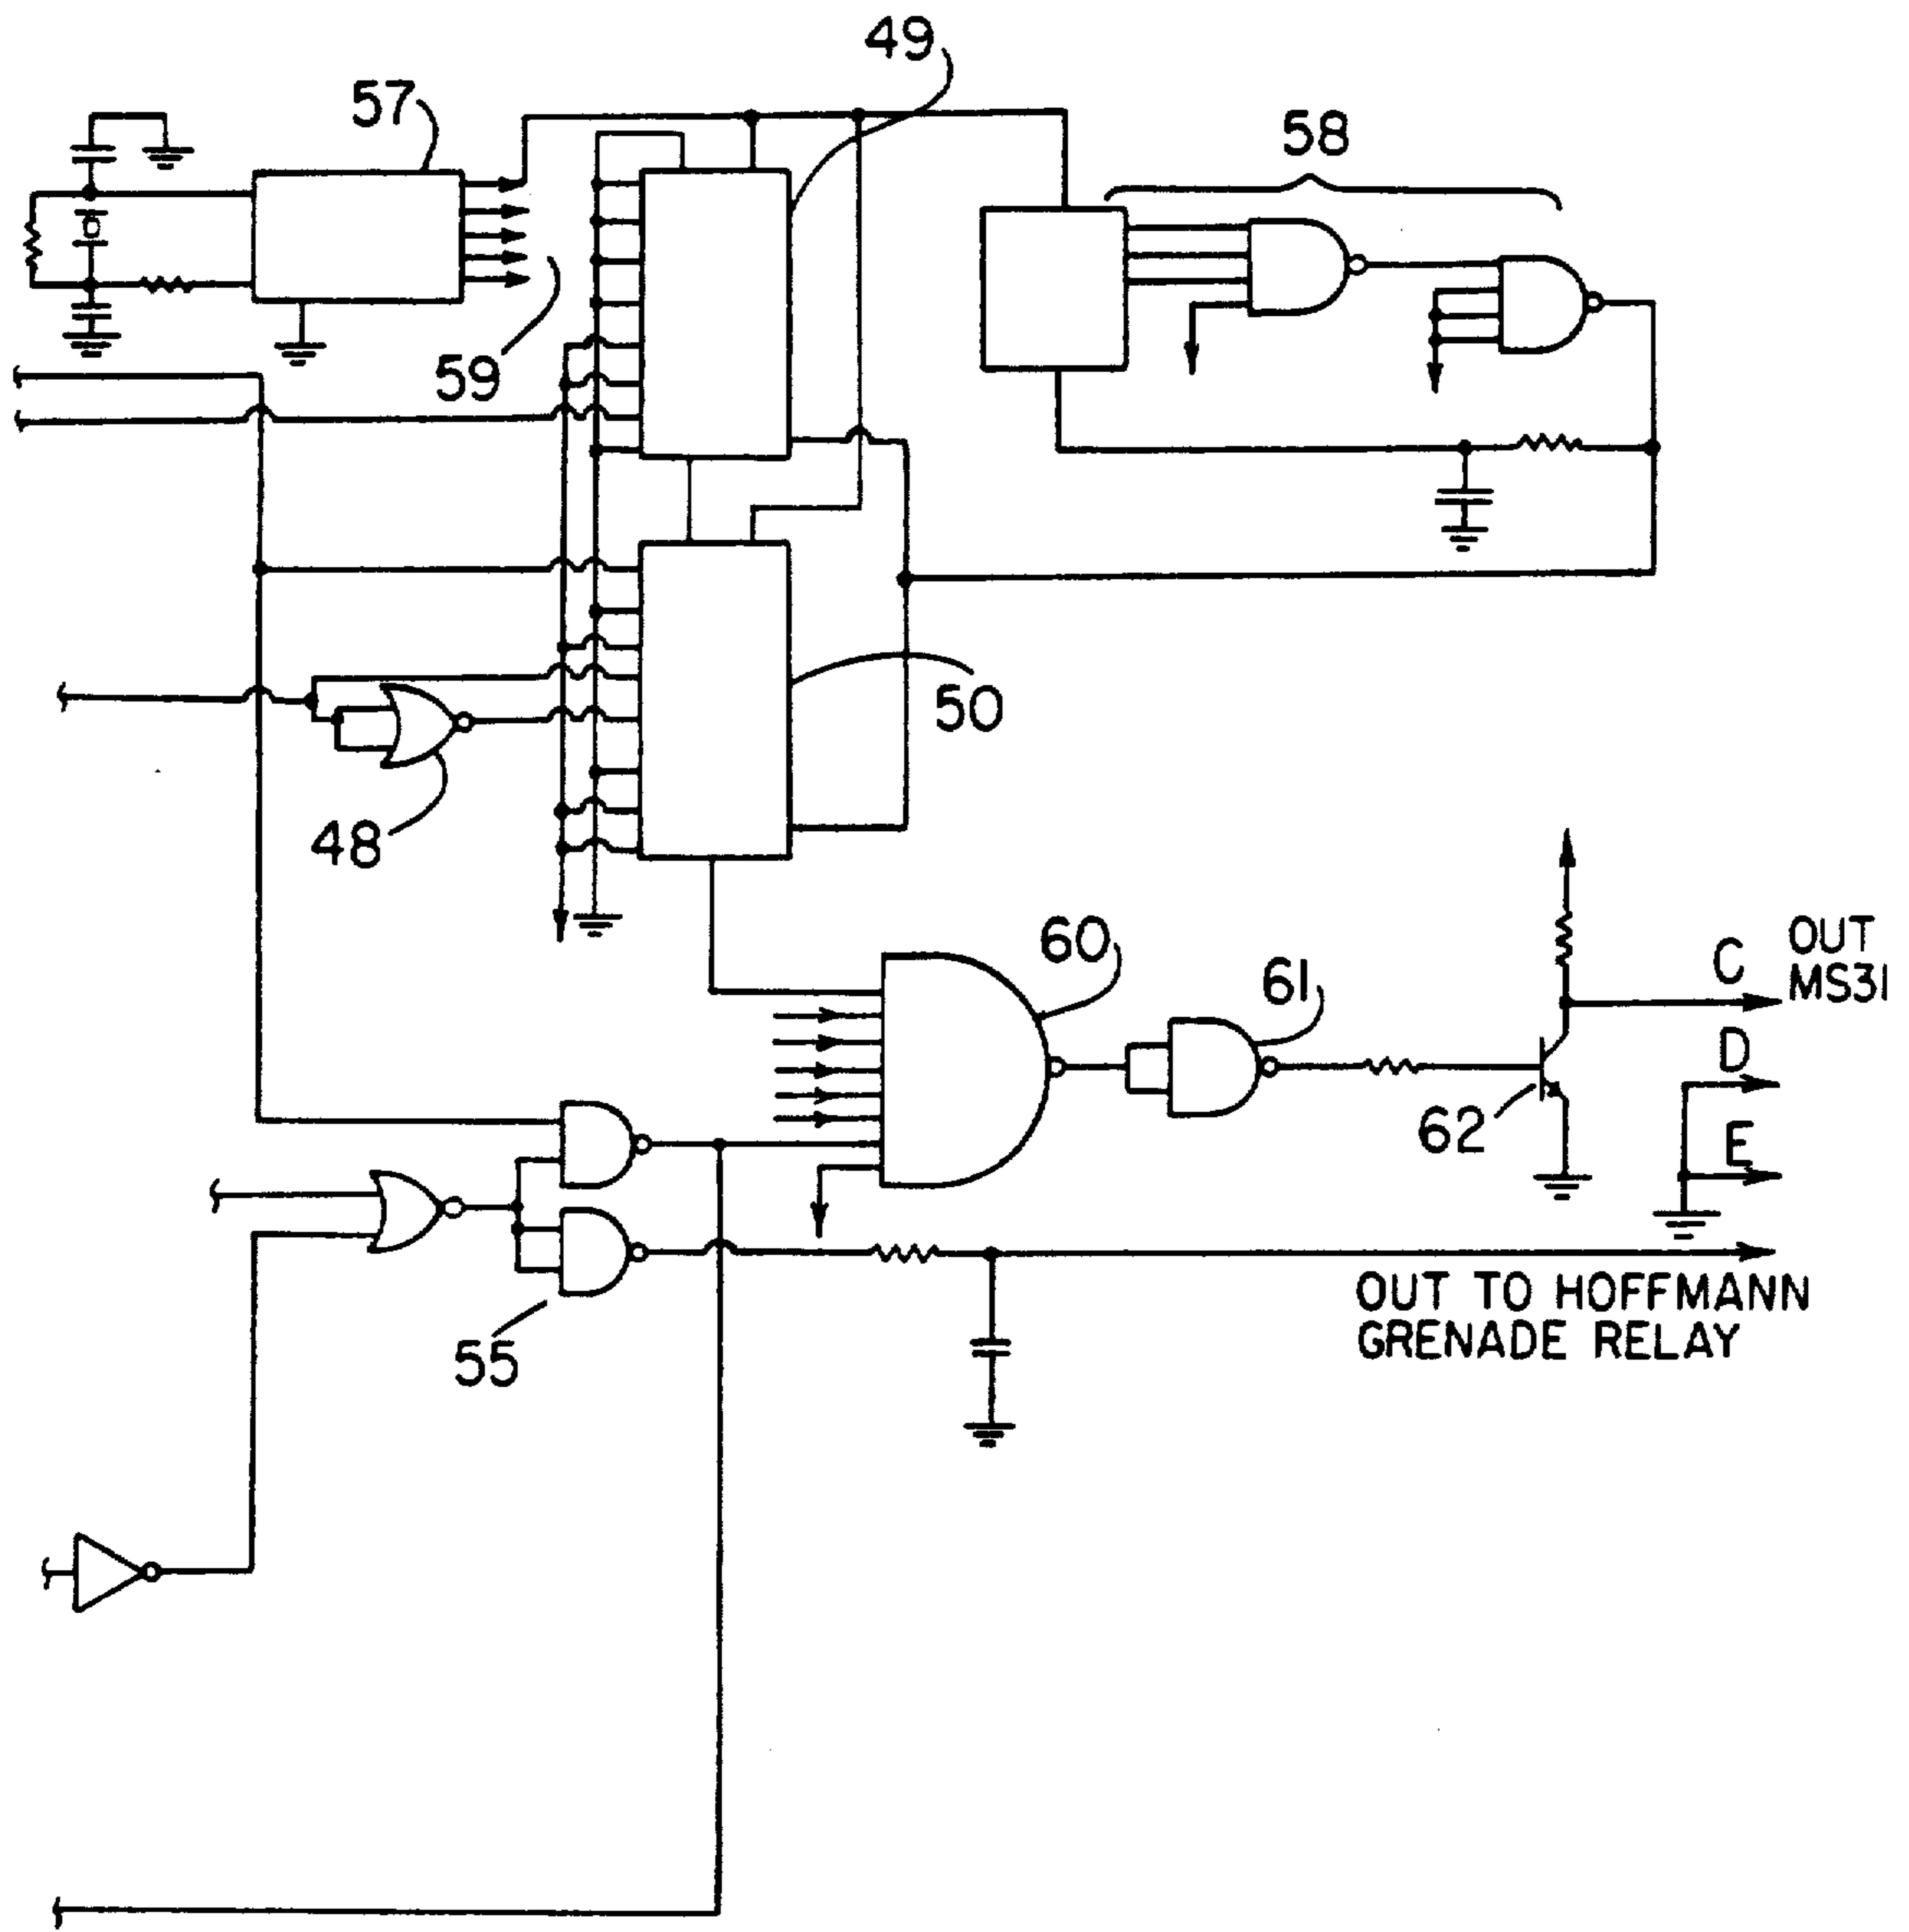 49
57
58
59
50
48
60
61
C
OUT
MS31
D
62
E
55
OUT TO HOFFMANN
GRENADE RELAY